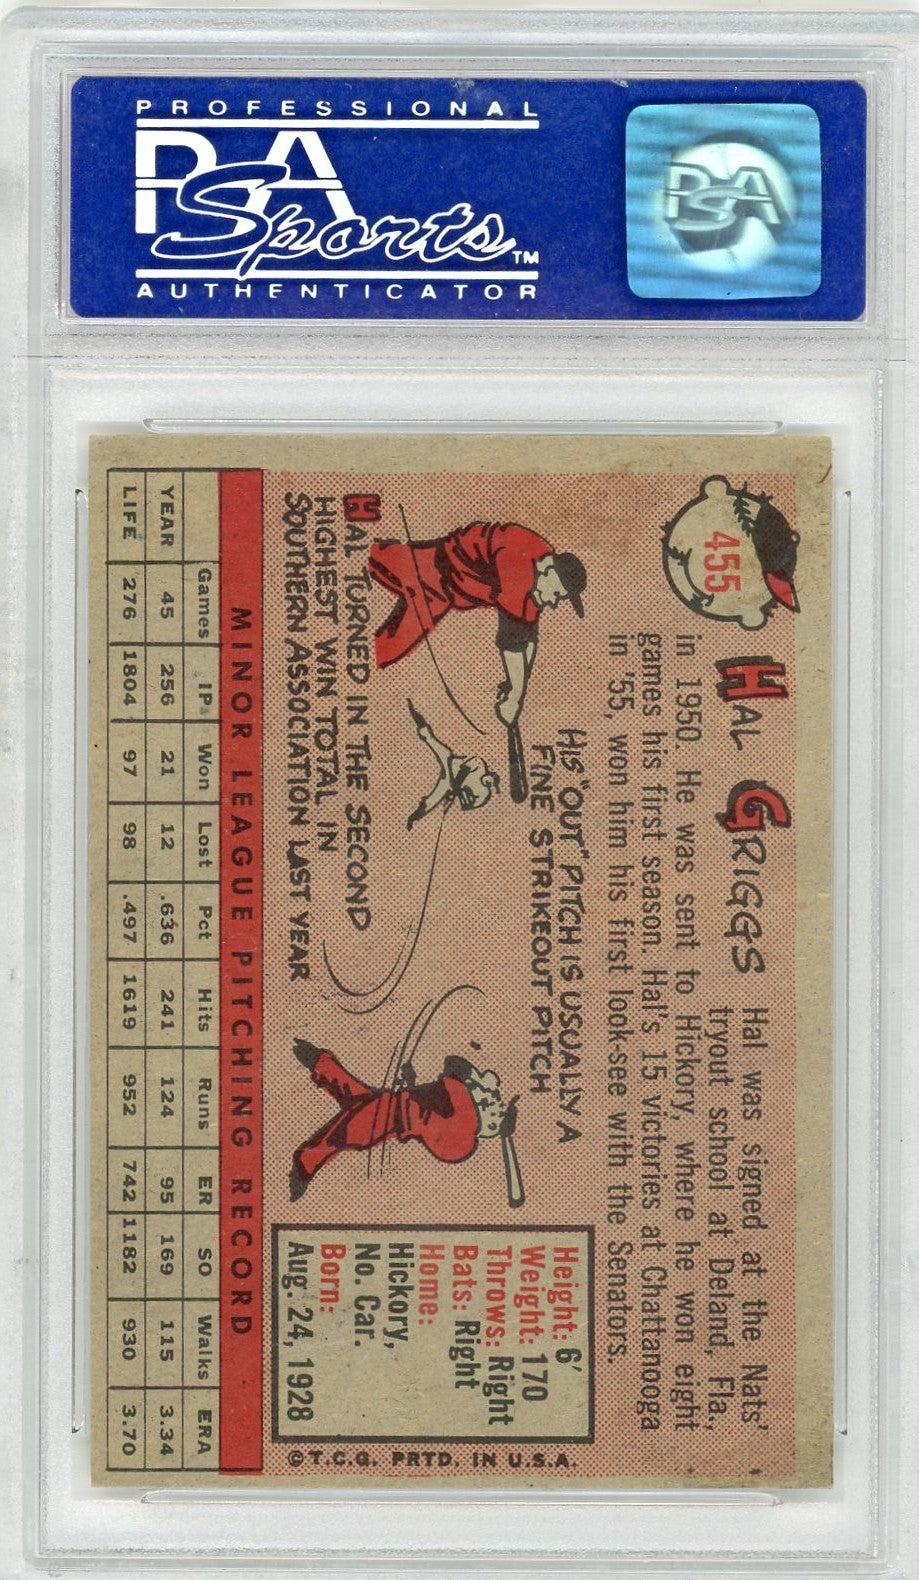 PROFESSIONAL
PSA
Sports™
AUTHENTICATOR
PSA
455
HAL GRIGGS
Hal was signed at the Nats'
tryout school at Deland, Fla.,
in 1950. He was sent to Hickory, where he won eight
games his first season. Hal's 15 victories at Chattanooga
in '55, won him his first look-see with the Senators.
HIS "OUT" PITCH IS USUALLY A
FINE STRIKEOUT PITCH
HAL TURNED IN THE SECOND
HIGHEST WIN TOTAL IN
SOUTHERN ASSOCIATION LAST YEAR
Height: 6'
Weight: 170
Throws: Right
Bats: Right
Home:
Hickory,
No. Car.
Born:
Aug. 24, 1928
©T.C.G. PRTD. IN U.S.A.
MINOR LEAGUE PITCHING RECORD
Games IP Won Lost Pct Hits Runs ER SO Walks ERA
YEAR 45 256 21 12 .636 241 124 95 169 115 3.34
LIFE 276 1804 97 98 .497 1619 952 742 1182 930 3.70